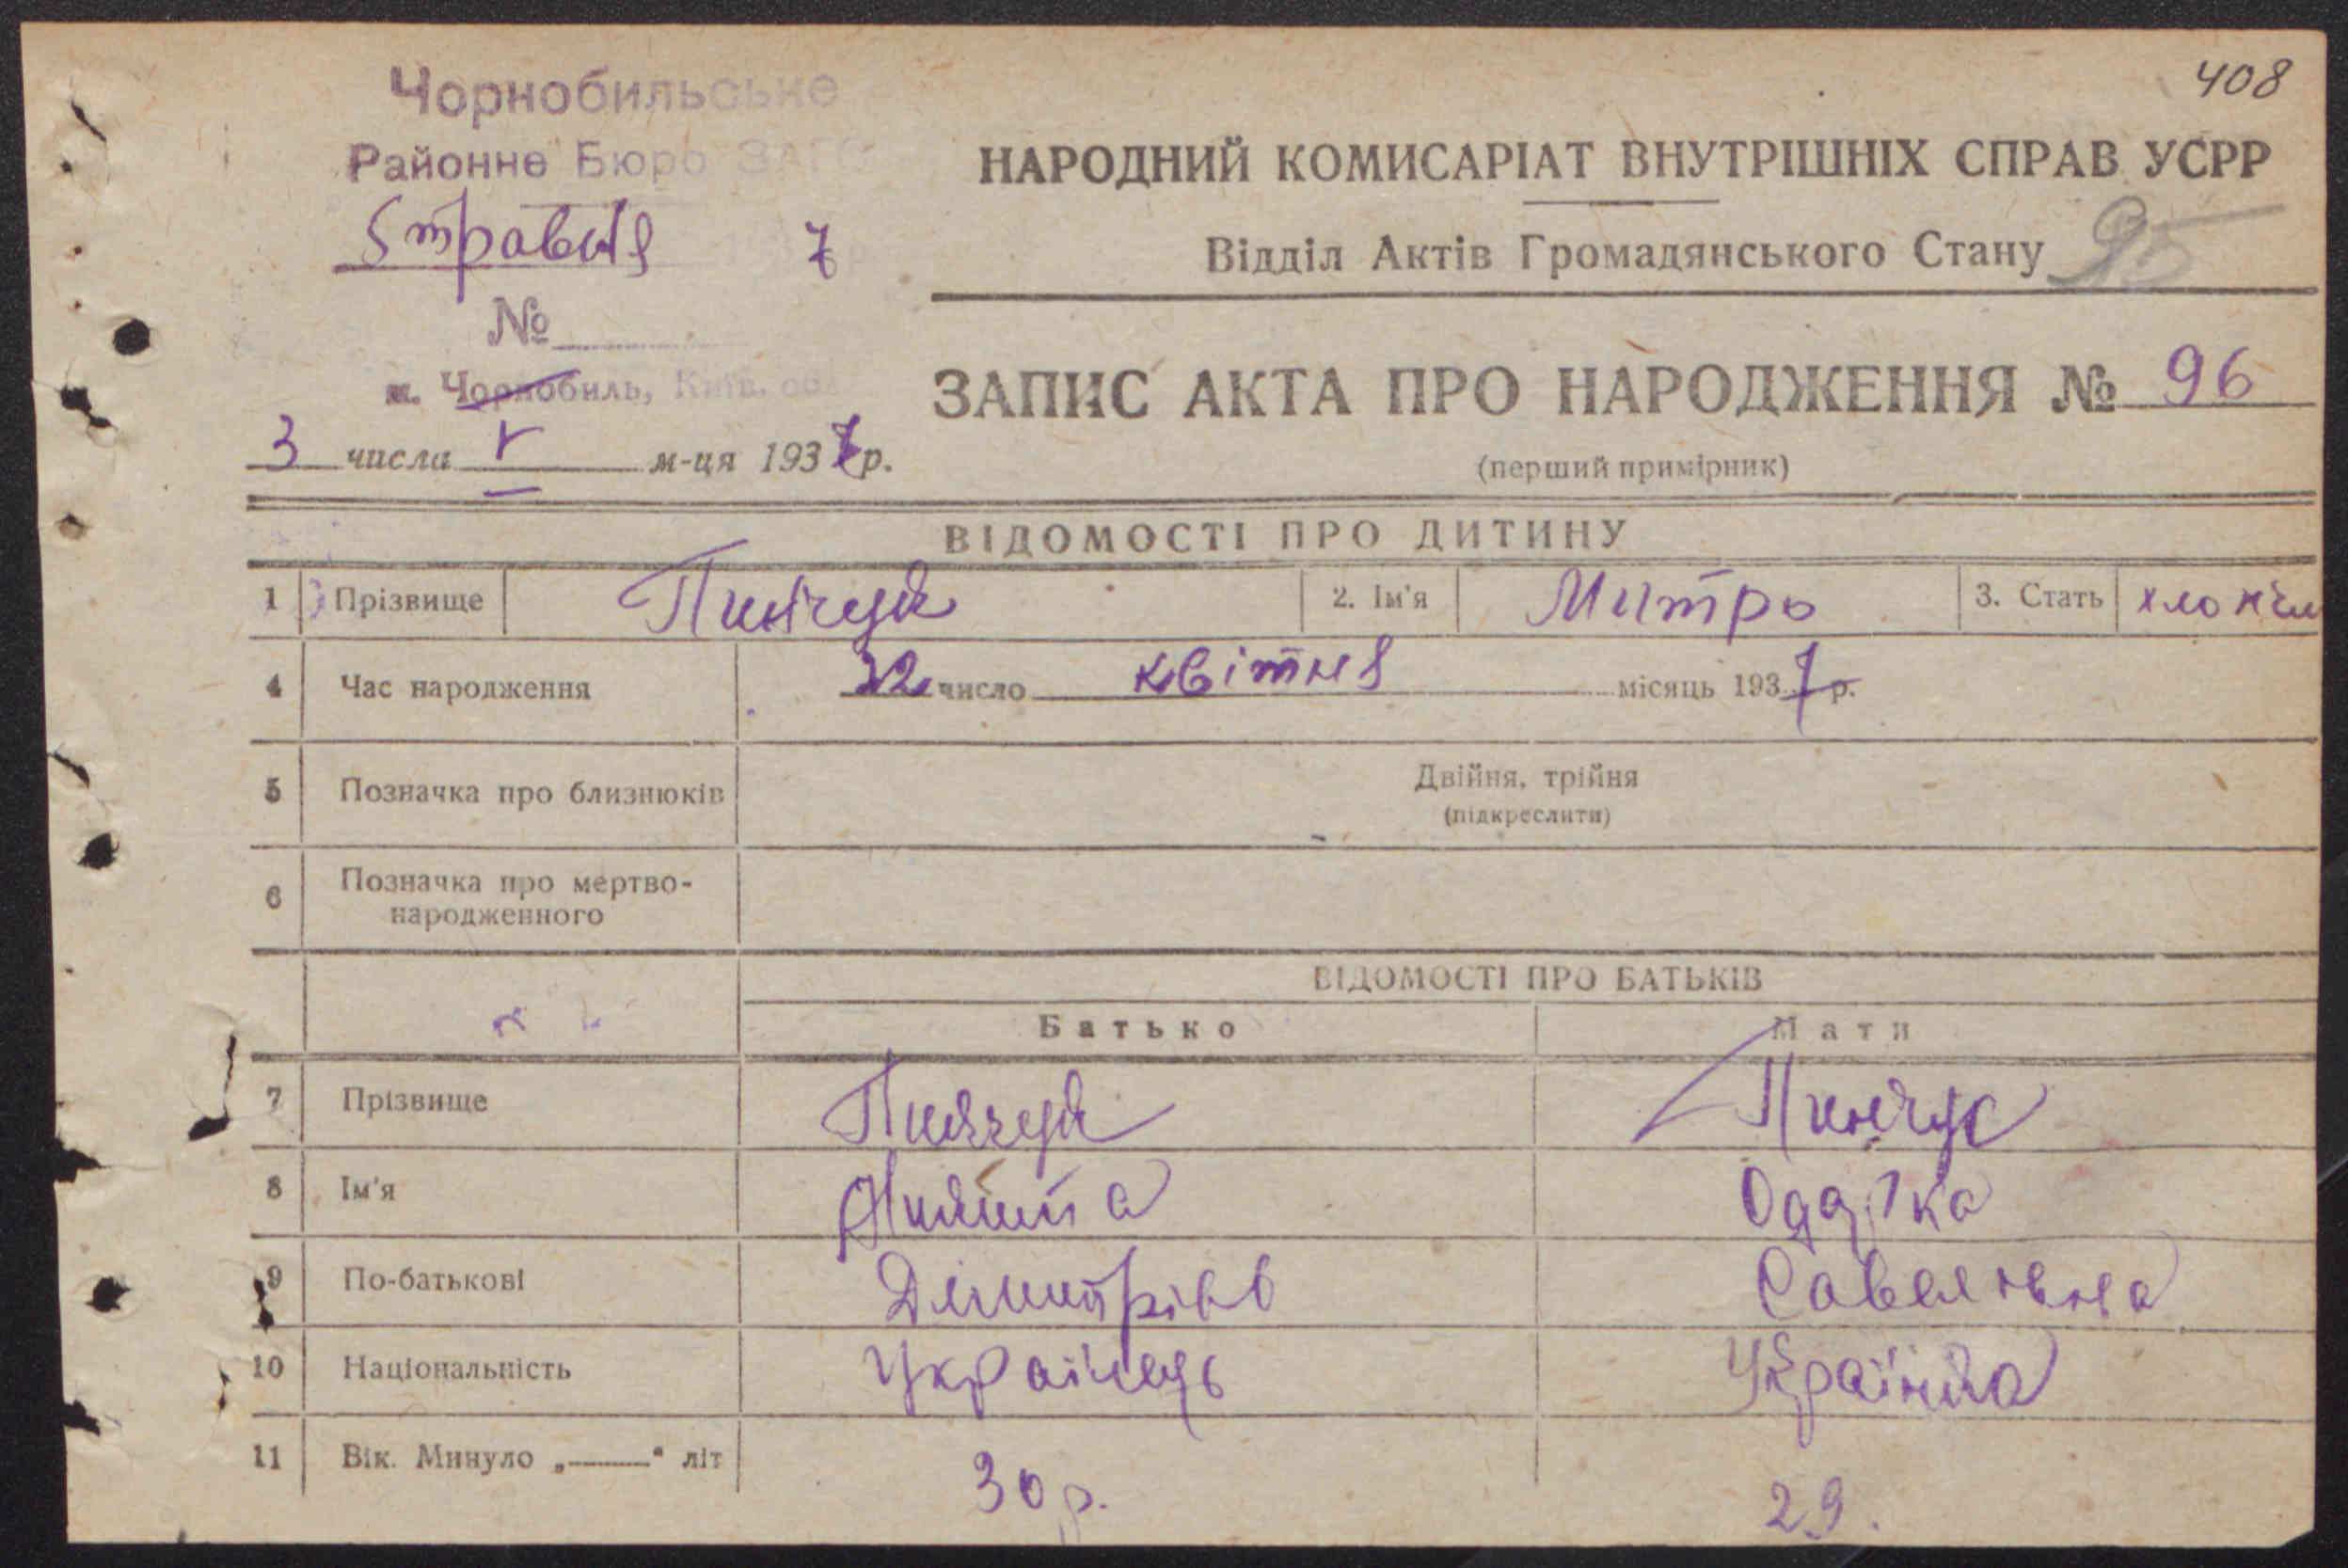 408
Чорнобильське
Районне Бюро ЗАГС
5 травня 1937
№
м. Чорнобиль, Київ. обл
3 числа V м-ця 1937 р.
НАРОДНИЙ КОМИСАРІАТ ВНУТРІШНІХ СПРАВ УСРР
Відділ Актів Громадянського Стану 95
ЗАПИС АКТА ПРО НАРОДЖЕННЯ № 96
(перший примірник)
ВІДОМОСТІ ПРО ДИТИНУ
1 Прізвище Пинчук 2. Ім'я Митро 3. Стать
4 Час народження 22 число квітня місяць 1937 р.
5 Позначка про близнюків Двійня, трійня
(підкреслити)
6 Позначка про мертво-
народженного
ВІДОМОСТІ ПРО БАТЬКІВ
Батько Мати
7 Прізвище Пинчук Пинчук
8 Ім'я Одарка
9 По-батькові
10 Національність Українець Українка
11 Вік. Минуло „——“ літ 30 р. 29.